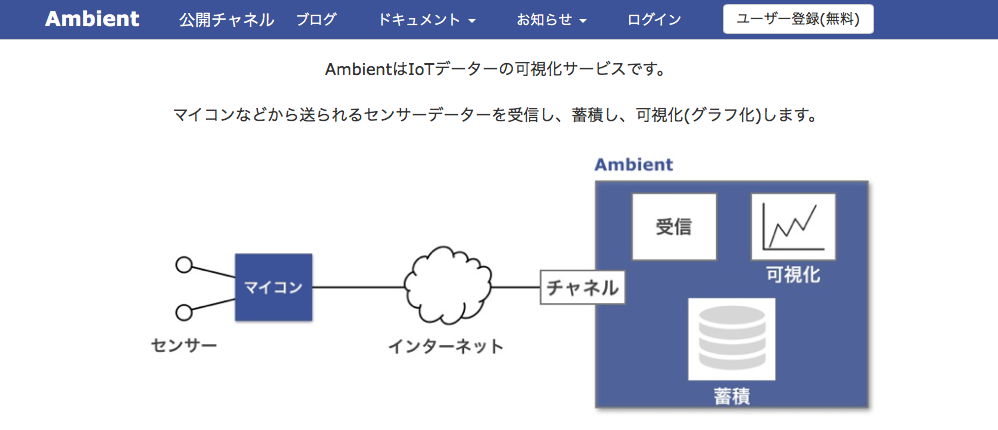 Ambient 公開チャネル ブログ ドキュメント お知らせ ログイン ユーザー登録(無料)
AmbientはIoTデーターの可視化サービスです。
マイコンなどから送られるセンサーデーターを受信し、蓄積し、可視化(グラフ化)します。
Ambient
受信
可視化
マイコン
チャネル
センサー
インターネット
蓄積